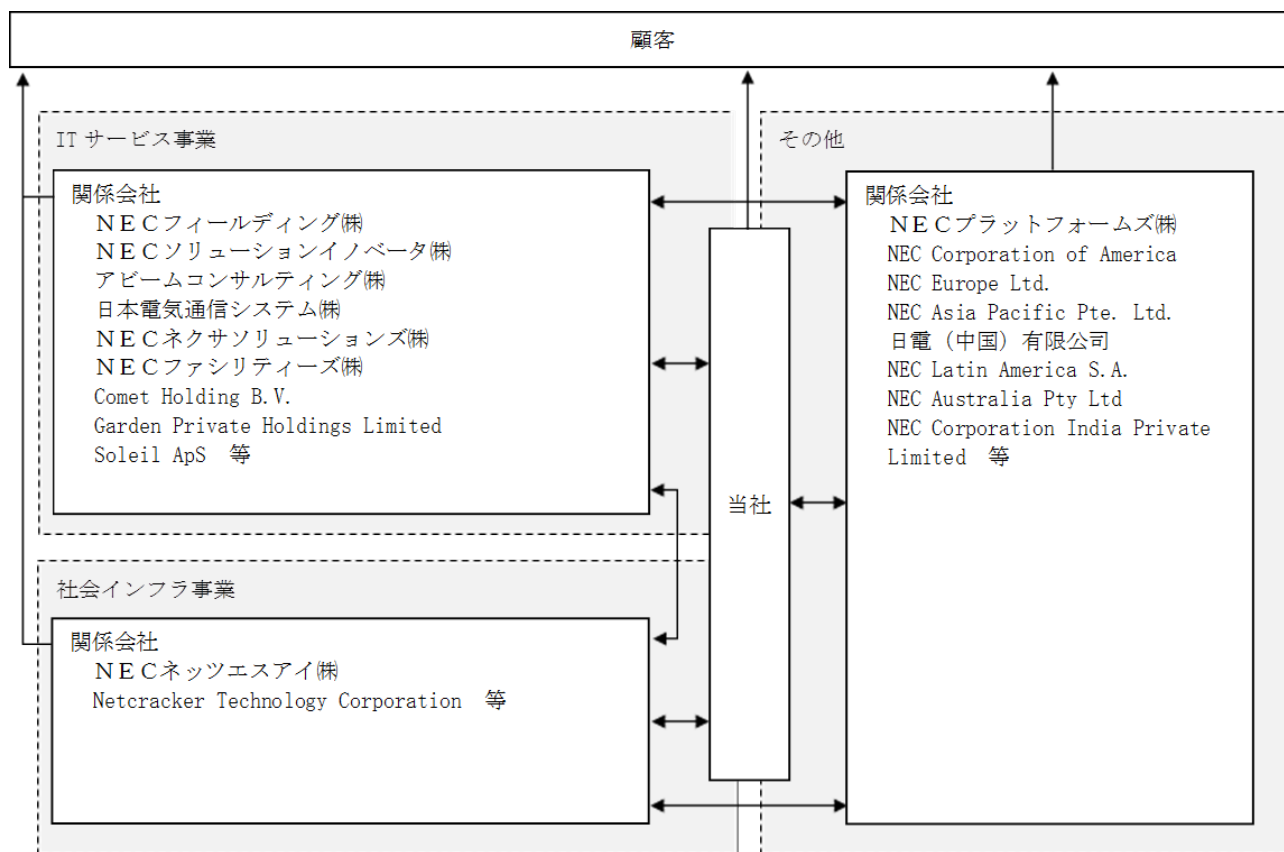 顧客
IT サービス事業
関係会社
ＮＥＣフィールディング㈱
ＮＥＣソリューションイノベータ㈱
アビームコンサルティング㈱
日本電気通信システム㈱
ＮＥＣネクサソリューションズ㈱
ＮＥＣファシリティーズ㈱
Comet Holding B.V.
Garden Private Holdings Limited
Soleil ApS　等
社会インフラ事業
関係会社
ＮＥＣネッツエスアイ㈱
Netcracker Technology Corporation　等
当社
その他
関係会社
ＮＥＣプラットフォームズ㈱
NEC Corporation of America
NEC Europe Ltd.
NEC Asia Pacific Pte. Ltd.
日電（中国）有限公司
NEC Latin America S.A.
NEC Australia Pty Ltd
NEC Corporation India Private
Limited　等